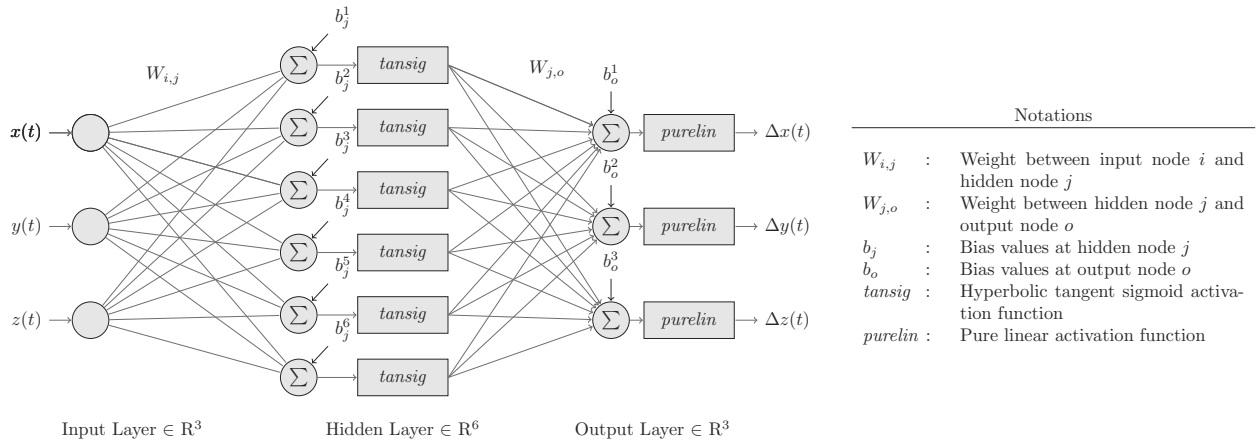 b_j^1
W_{i,j}
tansig
W_{j,o}
b_j^2
b_o^1
x(t)
tansig
purelin
Δx(t)
b_j^3
b_o^2
tansig
b_j^4
y(t)
purelin
Δy(t)
tansig
b_j^5
b_o^3
z(t)
tansig
purelin
Δz(t)
b_j^6
tansig
∑
∑
∑
∑
∑
∑
∑
∑
∑
Input Layer ∈ R^3
Hidden Layer ∈ R^6
Output Layer ∈ R^3
Notations
W_{i,j} : Weight between input node i and
hidden node j
W_{j,o} : Weight between hidden node j and
output node o
b_j : Bias values at hidden node j
b_o : Bias values at output node o
tansig : Hyperbolic tangent sigmoid activa-
tion function
purelin : Pure linear activation function